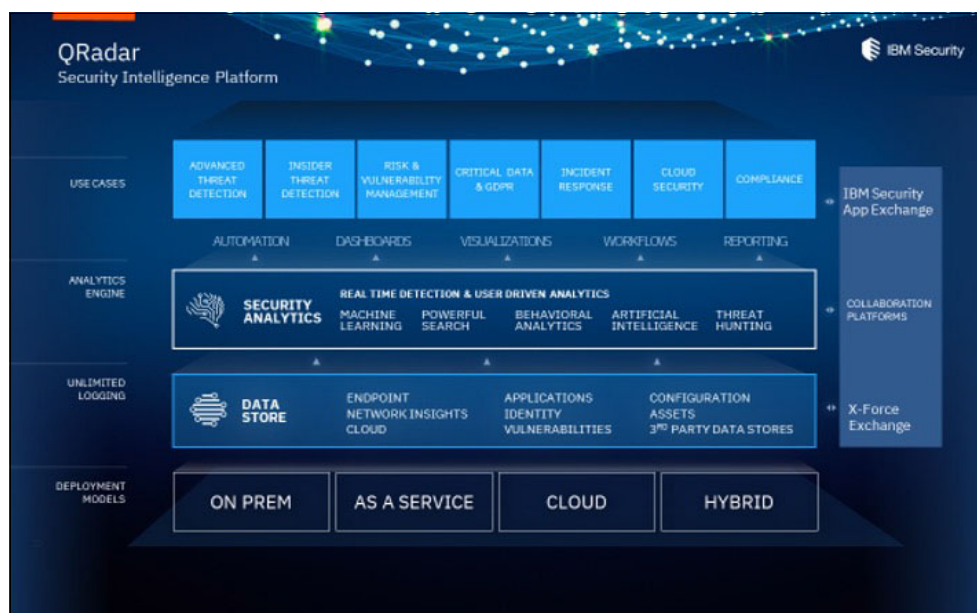 QRadar
Security Intelligence Platform
IBM Security
USE CASES
ADVANCED
THREAT
DETECTION
INSIDER
THREAT
DETECTION
RISK &
VULNERABILITY
MANAGEMENT
CRITICAL DATA
& GDPR
INCIDENT
RESPONSE
CLOUD
SECURITY
COMPLIANCE
AUTOMATION
DASHBOARDS
VISUALIZATIONS
WORKFLOWS
REPORTING
ANALYTICS
ENGINE
SECURITY
ANALYTICS
REAL TIME DETECTION & USER DRIVEN ANALYTICS
MACHINE
LEARNING
POWERFUL
SEARCH
BEHAVIORAL
ANALYTICS
ARTIFICIAL
INTELLIGENCE
THREAT
HUNTING
UNLIMITED
LOGGING
DATA
STORE
ENDPOINT
NETWORK INSIGHTS
CLOUD
APPLICATIONS
IDENTITY
VULNERABILITIES
CONFIGURATION
ASSETS
3RD PARTY DATA STORES
DEPLOYMENT
MODELS
ON PREM
AS A SERVICE
CLOUD
HYBRID
IBM Security
App Exchange
COLLABORATION
PLATFORMS
X-Force
Exchange